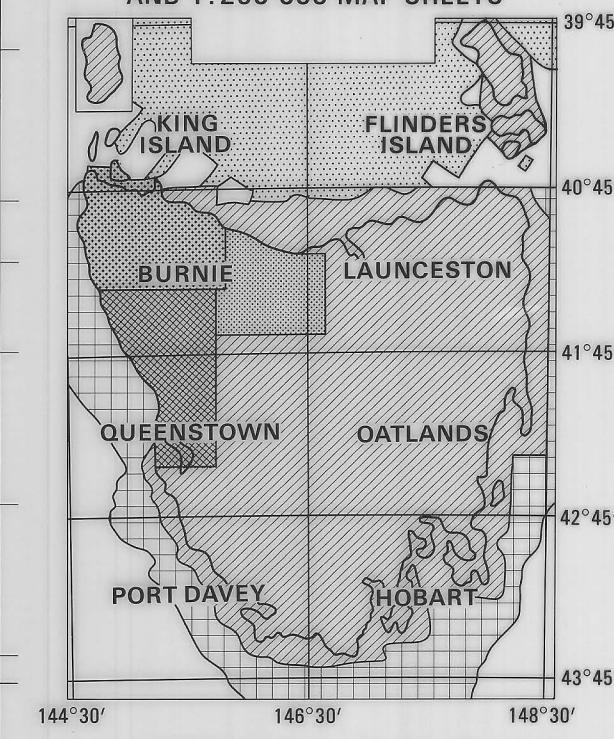 AND 1:250 000 MAP SHEETS
39°45
KING
ISLAND
FLINDERS
ISLAND
40°45
BURNIE
LAUNCESTON
41°45
QUEENSTOWN
OATLANDS
42°45
PORT DAVEY
HOBART
43°45
144°30′
146°30′
148°30′